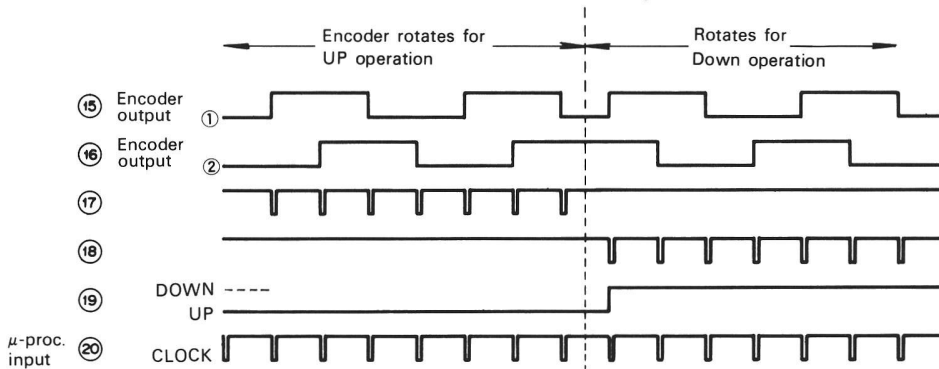 Encoder rotates for
UP operation
Rotates for
Down operation
⑮ Encoder
output ①
⑯ Encoder
output ②
⑰
⑱
⑲ DOWN
UP
μ-proc.
input ⑳ CLOCK